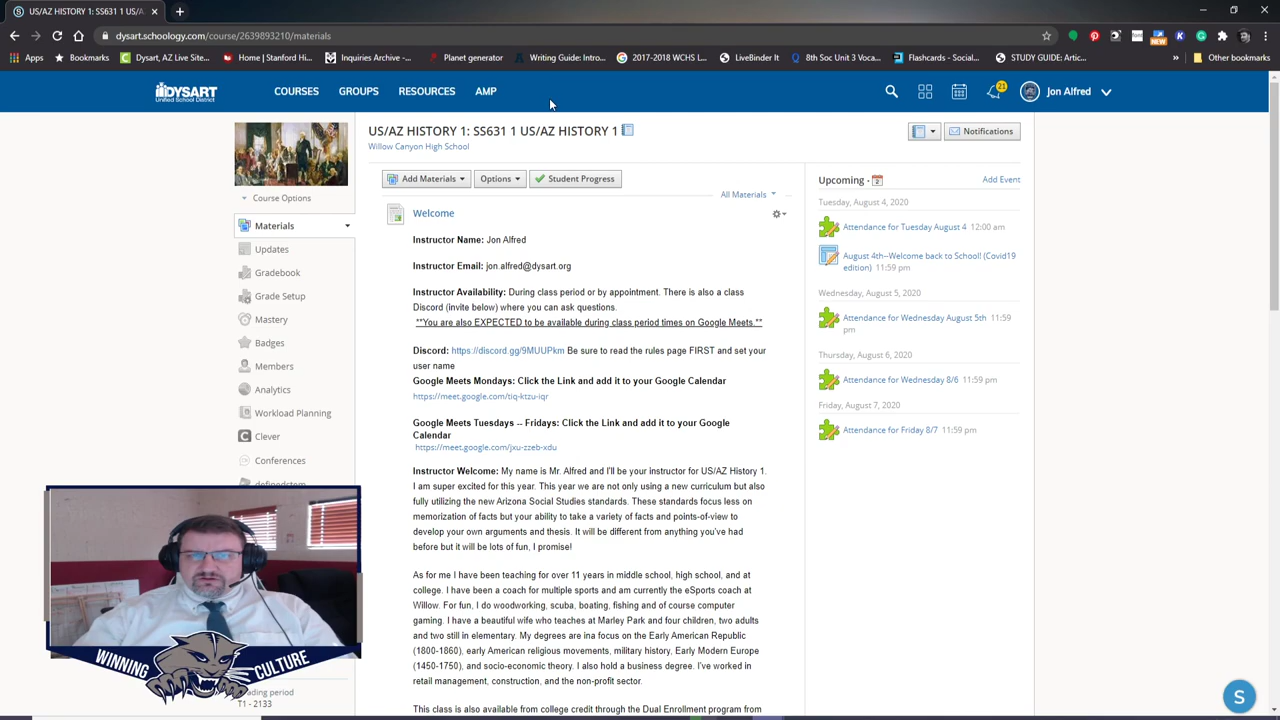 US/AZ HISTORY 1: SS631 1 US/AZ
dysart.schoology.com/course/2639893210/materials
Apps
Bookmarks
Dysart, AZ Live Site...
Home | Stanford Hi...
Inquiries Archive -...
Planet generator
Writing Guide: Intro...
2017-2018 WCHS L...
LiveBinder It
8th Soc Unit 3 Voca...
Flashcards - Social...
STUDY GUIDE: Artic...
Other bookmarks
NEW
DYSART
Unified School District
COURSES
GROUPS
RESOURCES
AMP
21
Jon Alfred
US/AZ HISTORY 1: SS631 1 US/AZ HISTORY 1
Willow Canyon High School
Notifications
Course Options
Materials
Updates
Gradebook
Grade Setup
Mastery
Badges
Members
Analytics
Workload Planning
Clever
Conferences
Add Materials
Options
Student Progress
All Materials
Welcome
Instructor Name: Jon Alfred
Instructor Email: jon.alfred@dysart.org
Instructor Availability: During class period or by appointment. There is also a class
Discord (invite below) where you can ask questions.
**You are also EXPECTED to be available during class period times on Google Meets.**
Discord: https://discord.gg/9MUUPkm Be sure to read the rules page FIRST and set your
user name
Google Meets Mondays: Click the Link and add it to your Google Calendar
https://meet.google.com/tiq-ktzu-iqr
Google Meets Tuesdays -- Fridays: Click the Link and add it to your Google
Calendar
https://meet.google.com/jxu-zzeb-xdu
Instructor Welcome: My name is Mr. Alfred and I'll be your instructor for US/AZ History 1.
I am super excited for this year. This year we are not only using a new curriculum but also
fully utilizing the new Arizona Social Studies standards. These standards focus less on
memorization of facts but your ability to take a variety of facts and points-of-view to
develop your own arguments and thesis. It will be different from anything you've had
before but it will be lots of fun, I promise!
As for me I have been teaching for over 11 years in middle school, high school, and at
college. I have been a coach for multiple sports and am currently the eSports coach at
Willow. For fun, I do woodworking, scuba, boating, fishing and of course computer
gaming. I have a beautiful wife who teaches at Marley Park and four children, two adults
and two still in elementary. My degrees are ina focus on the Early American Republic
(1800-1860), early American religious movements, military history, Early Modern Europe
(1450-1750), and socio-economic theory. I also hold a business degree. I've worked in
retail management, construction, and the non-profit sector.
This class is also available from college credit through the Dual Enrollment program from
Upcoming
2
Add Event
Tuesday, August 4, 2020
Attendance for Tuesday August 4 12:00 am
August 4th--Welcome back to School! (Covid19
edition) 11:59 pm
Wednesday, August 5, 2020
Attendance for Wednesday August 5th 11:59
pm
Thursday, August 6, 2020
Attendance for Wednesday 8/6 11:59 pm
Friday, August 7, 2020
Attendance for Friday 8/7 11:59 pm
WINNING CULTURE
T1 - 2133
S